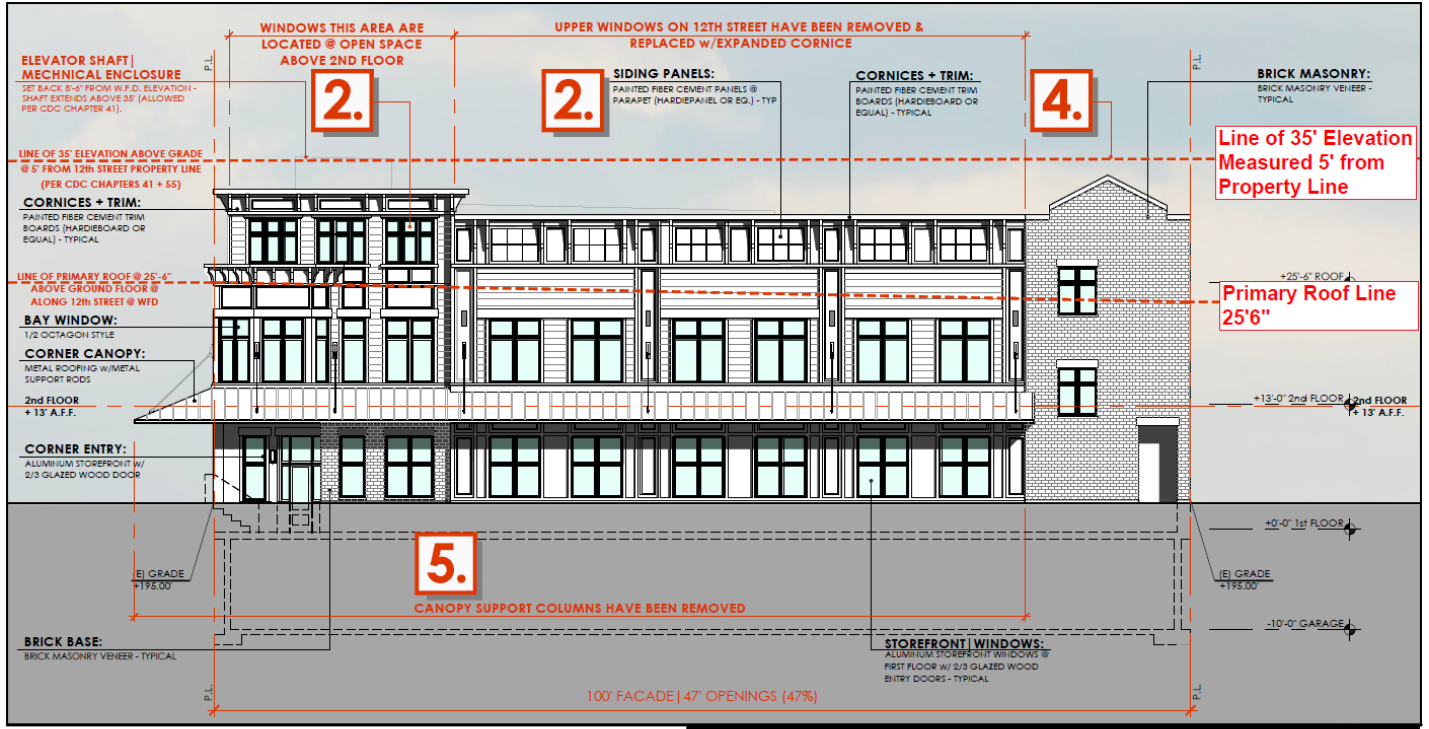 WINDOWS THIS AREA ARE
LOCATED @ OPEN SPACE
ABOVE 2ND FLOOR
UPPER WINDOWS ON 12TH STREET HAVE BEEN REMOVED &
REPLACED w/EXPANDED CORNICE
P.L.
P.L.
ELEVATOR SHAFT|
MECHNICAL ENCLOSURE
SET BACK 8'-6" FROM W.F.D. ELEVATION -
SHAFT EXTENDS ABOVE 35' (ALLOWED
PER CDC CHAPTER 41).
2.
2.
SIDING PANELS:
PAINTED FIBER CEMENT PANELS @
PARAPET (HARDIEPANEL OR EQ.) - TYP
CORNICES + TRIM:
PAINTED FIBER CEMENT TRIM
BOARDS (HARDIEBOARD OR
EQUAL) - TYPICAL
4.
BRICK MASONRY:
BRICK MASONRY VENEER -
TYPICAL
Line of 35' Elevation
Measured 5' from
Property Line
LINE OF 35' ELEVATION ABOVE GRADE
@ 5' FROM 12th STREET PROPERTY LINE
(PER CDC CHAPTERS 41 + 55)
CORNICES + TRIM:
PAINTED FIBER CEMENT TRIM
BOARDS (HARDIEBOARD OR
EQUAL) - TYPICAL
LINE OF PRIMARY ROOF @ 25'-6"
ABOVE GROUND FLOOR @
ALONG 12th STREET @ WFD
+25'-6" ROOF
Primary Roof Line
25'6"
BAY WINDOW:
1/2 OCTAGON STYLE
CORNER CANOPY:
METAL ROOFING w/METAL
SUPPORT RODS
2nd FLOOR
+ 13' A.F.F.
+13'-0" 2nd FLOOR
2nd FLOOR
+ 13' A.F.F.
CORNER ENTRY:
ALUMINUM STOREFRONT w/
2/3 GLAZED WOOD DOOR
+0'-0" 1st FLOOR
5.
(E) GRADE
+195.00'
(E) GRADE
+195.00'
CANOPY SUPPORT COLUMNS HAVE BEEN REMOVED
-10'-0" GARAGE
BRICK BASE:
BRICK MASONRY VENEER - TYPICAL
STOREFRONT|WINDOWS:
ALUMINUM STOREFRONT WINDOWS @
FIRST FLOOR w/ 2/3 GLAZED WOOD
ENTRY DOORS - TYPICAL
P.L.
100' FACADE | 47' OPENINGS (47%)
P.L.